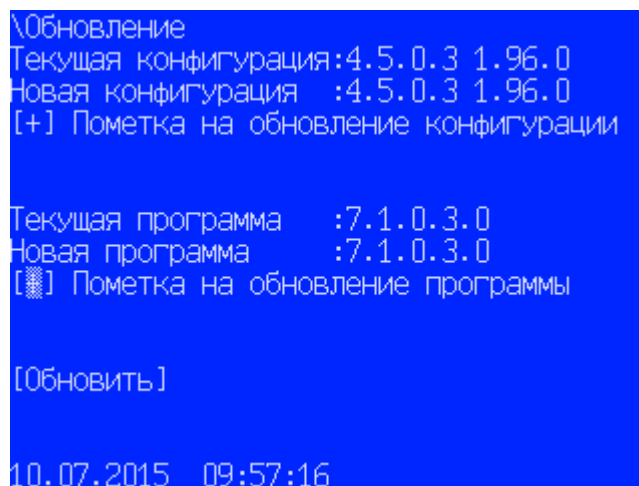 \Обновление
Текущая конфигурация:4.5.0.3 1.96.0
Новая конфигурация :4.5.0.3 1.96.0
[+] Пометка на обновление конфигурации
Текущая программа :7.1.0.3.0
Новая программа :7.1.0.3.0
[+] Пометка на обновление программы
[Обновить]
10.07.2015 09:57:16